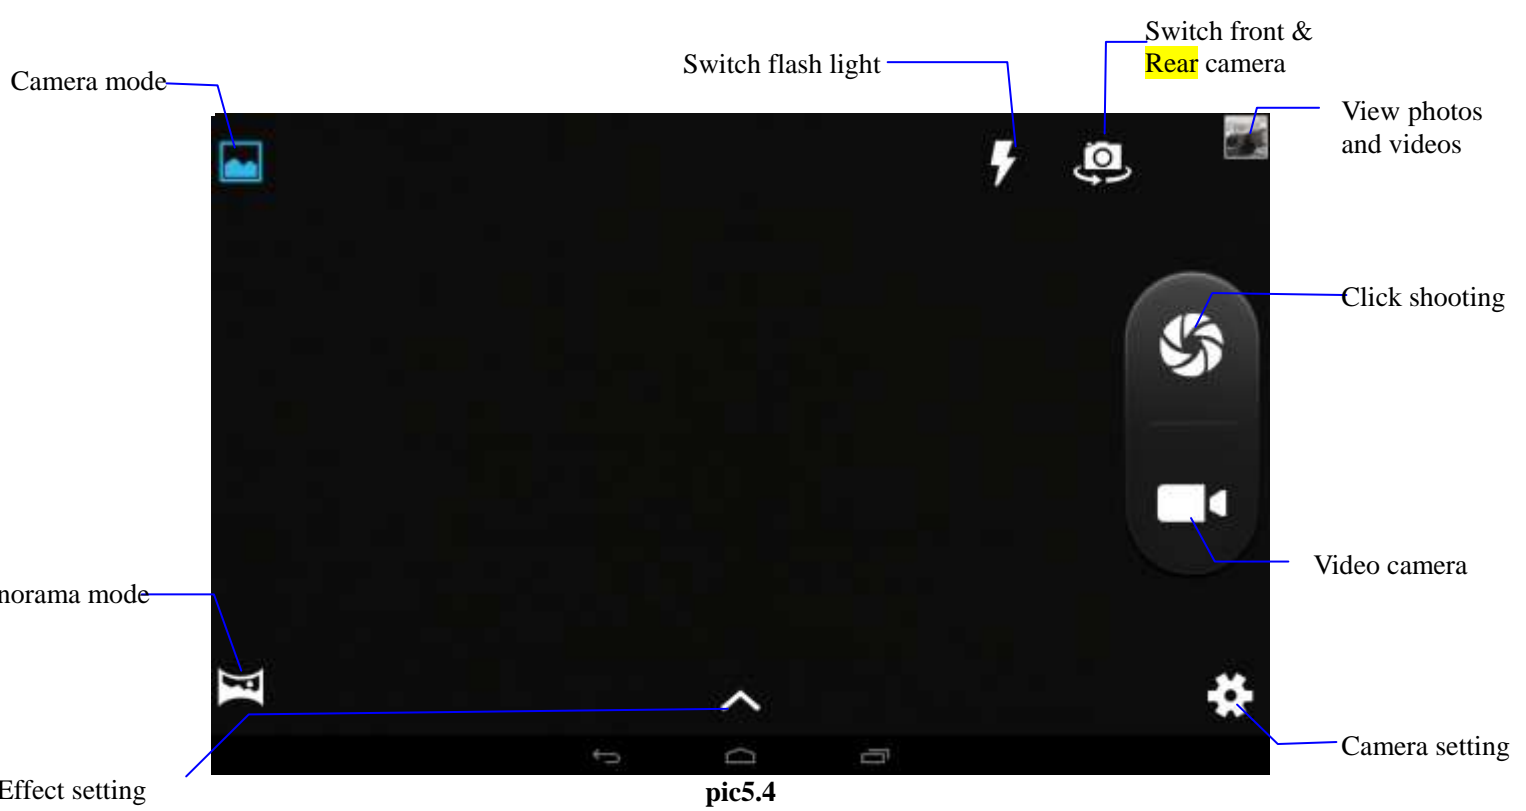 Switch front &
Rear camera
Switch flash light
Camera mode
View photos
and videos
Click shooting
Video camera
norama mode
Camera setting
Effect setting
pic5.4